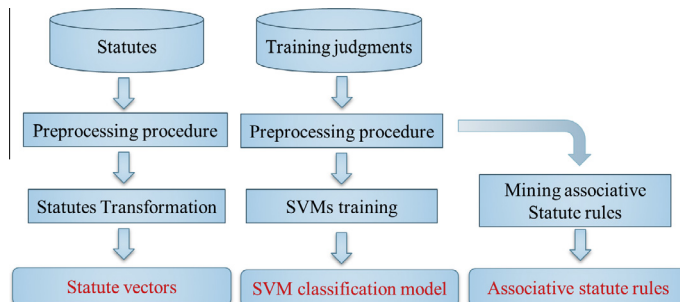 Statutes
Training judgments
Preprocessing procedure
Preprocessing procedure
Statutes Transformation
SVMs training
Mining associative
Statute rules
Statute vectors
SVM classification model
Associative statute rules